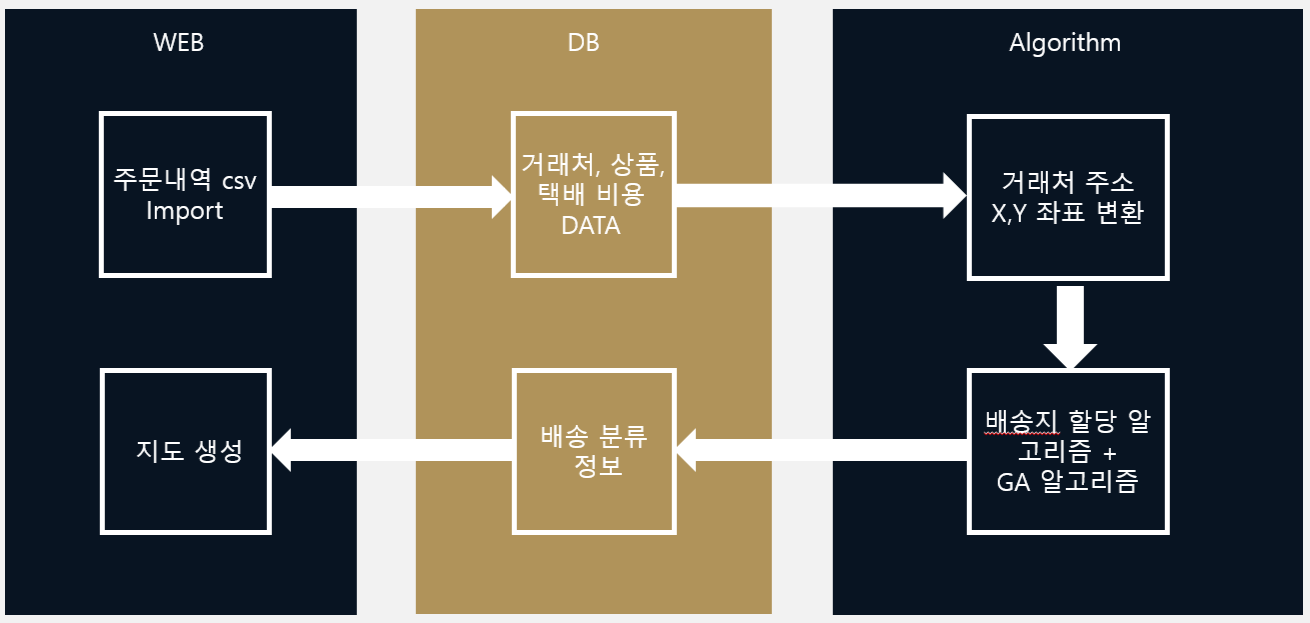 WEB
DB
Algorithm
주문내역 csv
Import
거래처, 상품,
택배 비용
DATA
거래처 주소
X,Y 좌표 변환
지도 생성
배송 분류
정보
배송지 할당 알
고리즘 +
GA 알고리즘